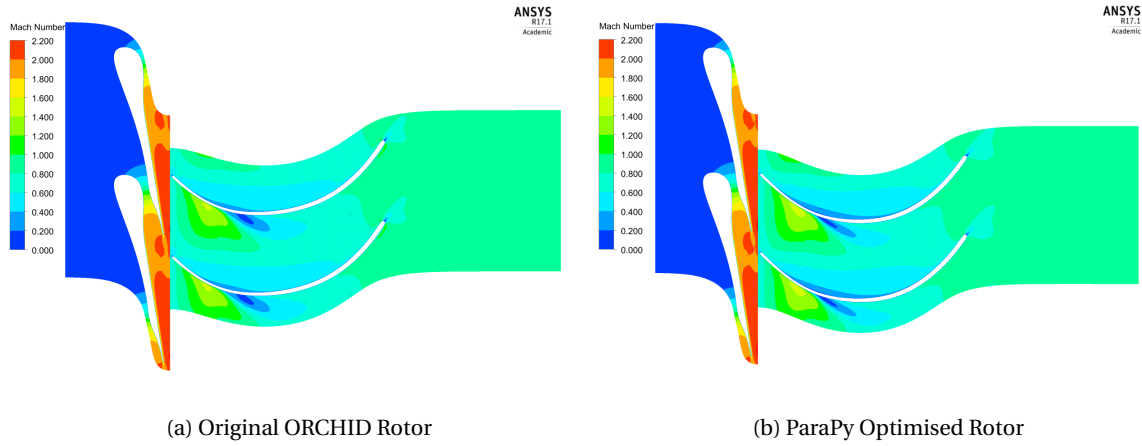 ANSYS
R17.1
Academic
Mach Number
2.200
2.000
1.800
1.600
1.400
1.200
1.000
0.800
0.600
0.400
0.200
0.000
(a) Original ORCHID Rotor
ANSYS
R17.1
Academic
Mach Number
2.200
2.000
1.800
1.600
1.400
1.200
1.000
0.800
0.600
0.400
0.200
0.000
(b) ParaPy Optimised Rotor